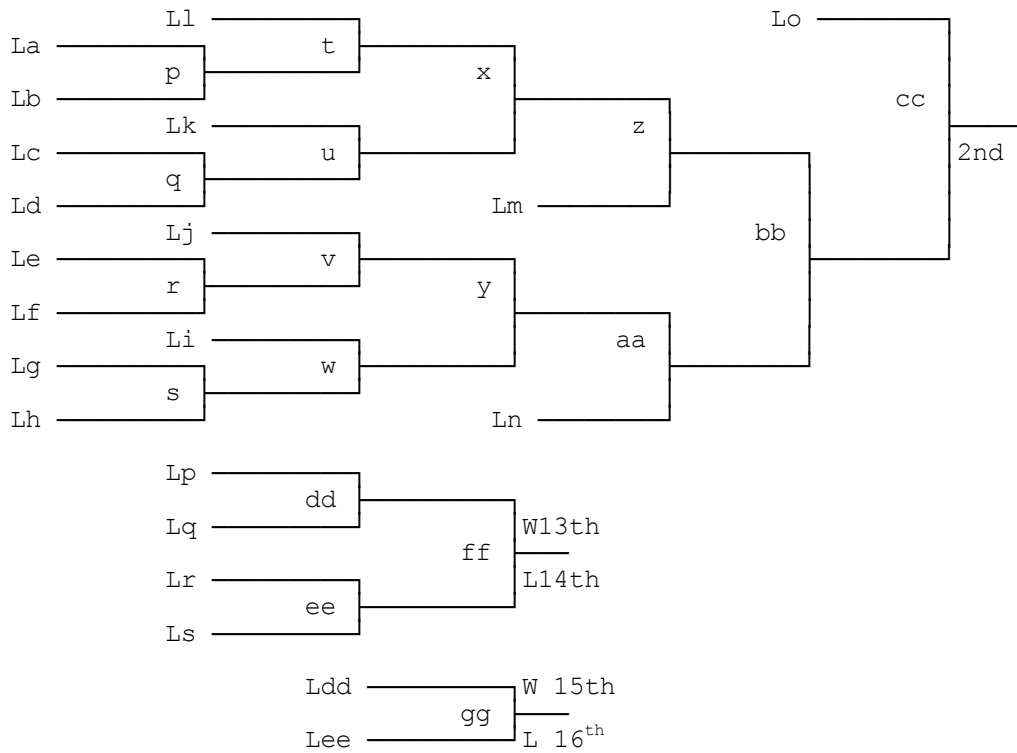 Ll Lo
La t
p x
Lb cc
Lk z
Lc u 2nd
q
Ld Lm
Lj bb
Le v
r y
Lf
Li aa
Lg w
s
Lh Ln
Lp
dd
Lq W13th
ff
Lr L14th
ee
Ls
Ldd W 15th
gg
Lee L 16th